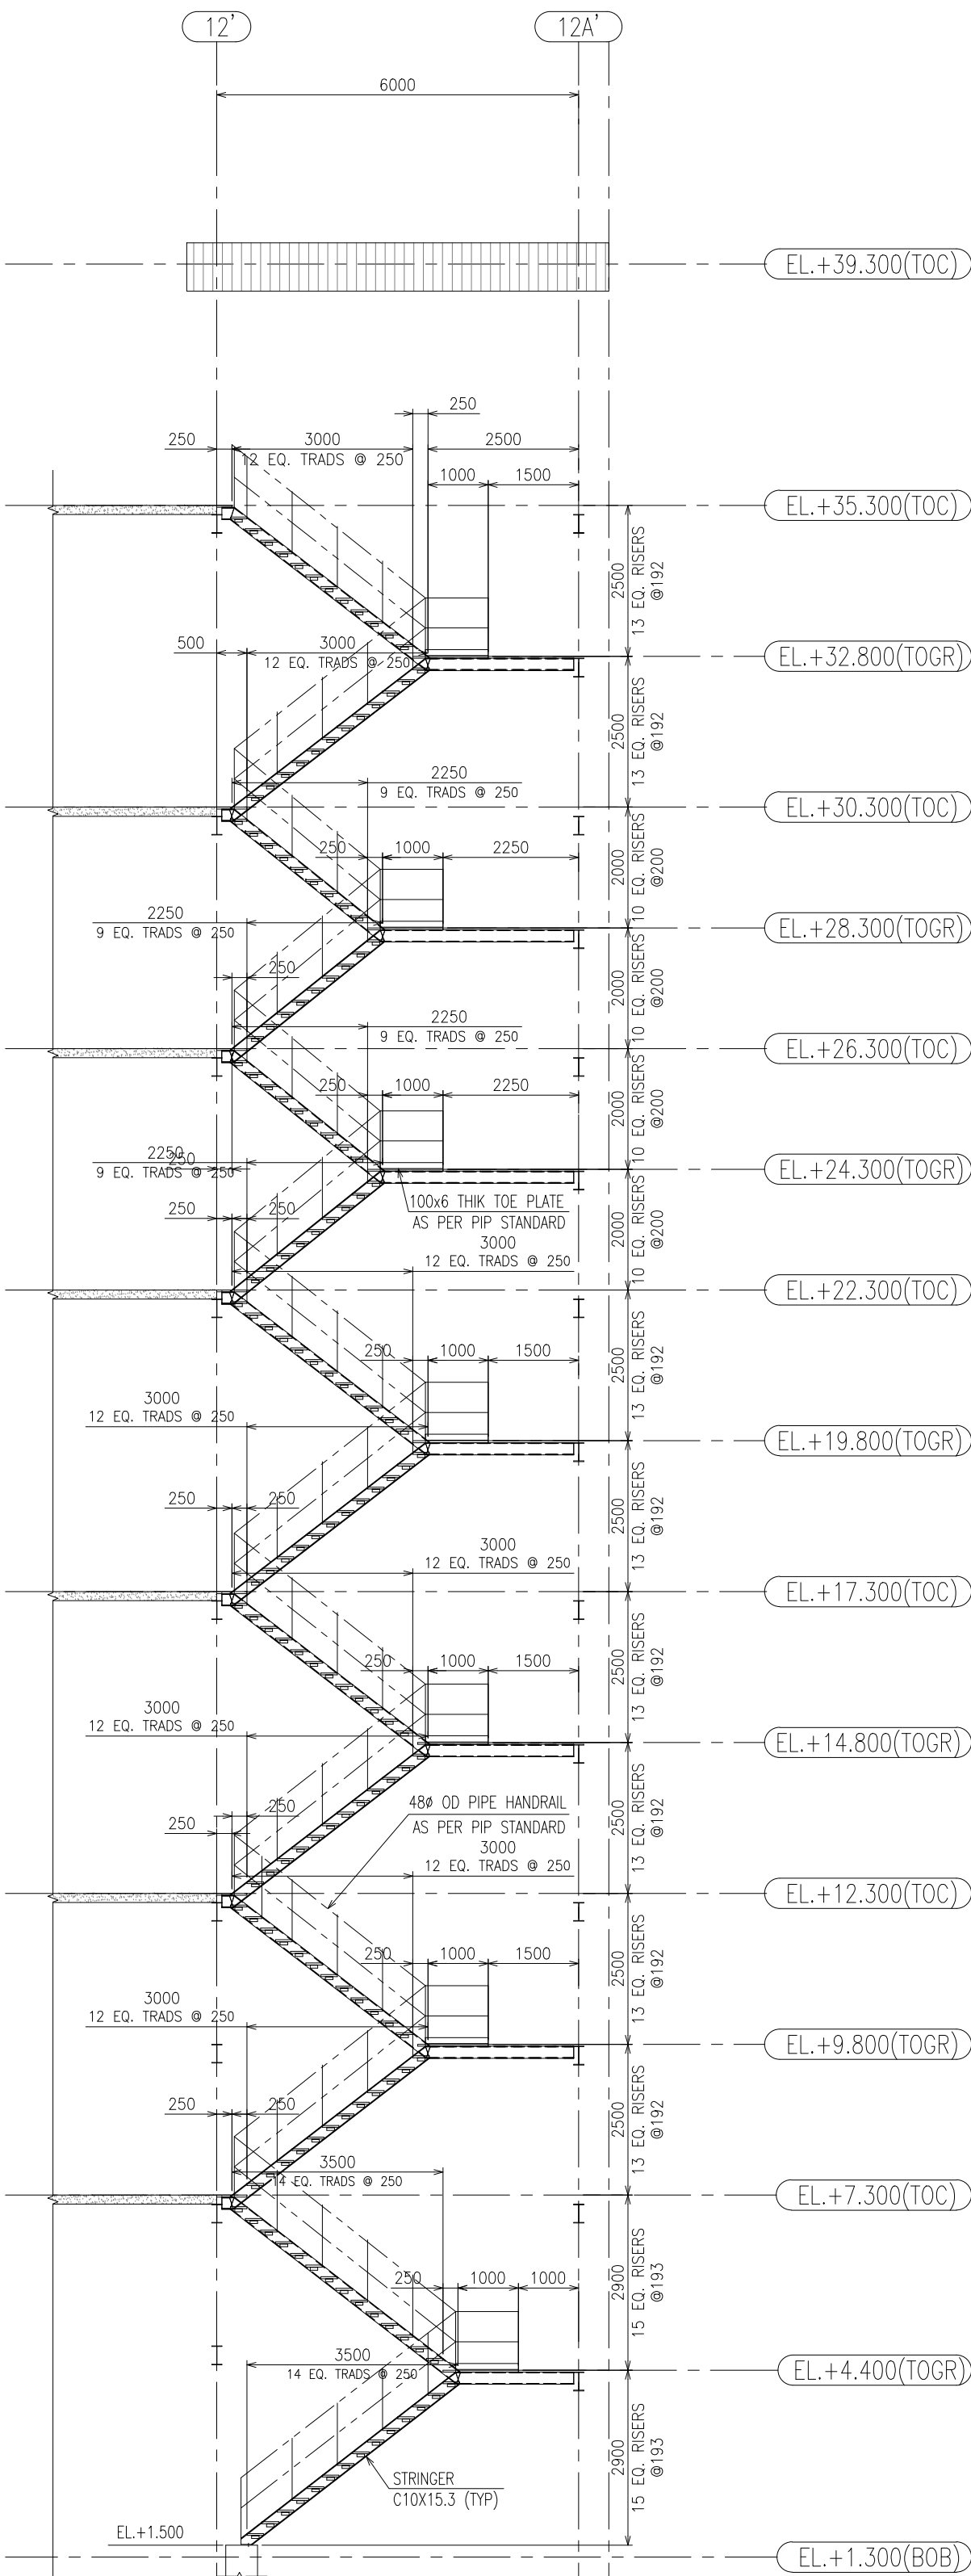 12'
12A'
6000
EL.+39.300(TOC)
250
250
3000
2500
12 EQ. TRADS @ 250
1000
1500
EL.+35.300(TOC)
2500
13 EQ. RISERS
@192
500
3000
12 EQ. TRADS @ 250
EL.+32.800(TOGR)
2500
13 EQ. RISERS
@192
2250
9 EQ. TRADS @ 250
EL.+30.300(TOC)
250
1000
2250
2000
10 EQ. RISERS
@200
2250
9 EQ. TRADS @ 250
EL.+28.300(TOGR)
250
2000
10 EQ. RISERS
@200
2250
9 EQ. TRADS @ 250
EL.+26.300(TOC)
250
1000
2250
2000
10 EQ. RISERS
@200
2250
250
9 EQ. TRADS @ 250
EL.+24.300(TOGR)
100x6 THIK TOE PLATE
AS PER PIP STANDARD
250
250
2000
10 EQ. RISERS
@200
3000
12 EQ. TRADS @ 250
EL.+22.300(TOC)
250
1000
1500
2500
13 EQ. RISERS
@192
3000
12 EQ. TRADS @ 250
EL.+19.800(TOGR)
250
250
2500
13 EQ. RISERS
@192
3000
12 EQ. TRADS @ 250
EL.+17.300(TOC)
250
1000
1500
2500
13 EQ. RISERS
@192
3000
12 EQ. TRADS @ 250
EL.+14.800(TOGR)
48ø OD PIPE HANDRAIL
AS PER PIP STANDARD
250
250
2500
13 EQ. RISERS
@192
3000
12 EQ. TRADS @ 250
EL.+12.300(TOC)
250
1000
1500
2500
13 EQ. RISERS
@192
3000
12 EQ. TRADS @ 250
EL.+9.800(TOGR)
250
250
2500
13 EQ. RISERS
@192
3500
14 EQ. TRADS @ 250
EL.+7.300(TOC)
250
1000
1000
2900
15 EQ. RISERS
@193
3500
14 EQ. TRADS @ 250
EL.+4.400(TOGR)
2900
15 EQ. RISERS
@193
STRINGER
C10X15.3 (TYP)
EL.+1.500
EL.+1.300(BOB)